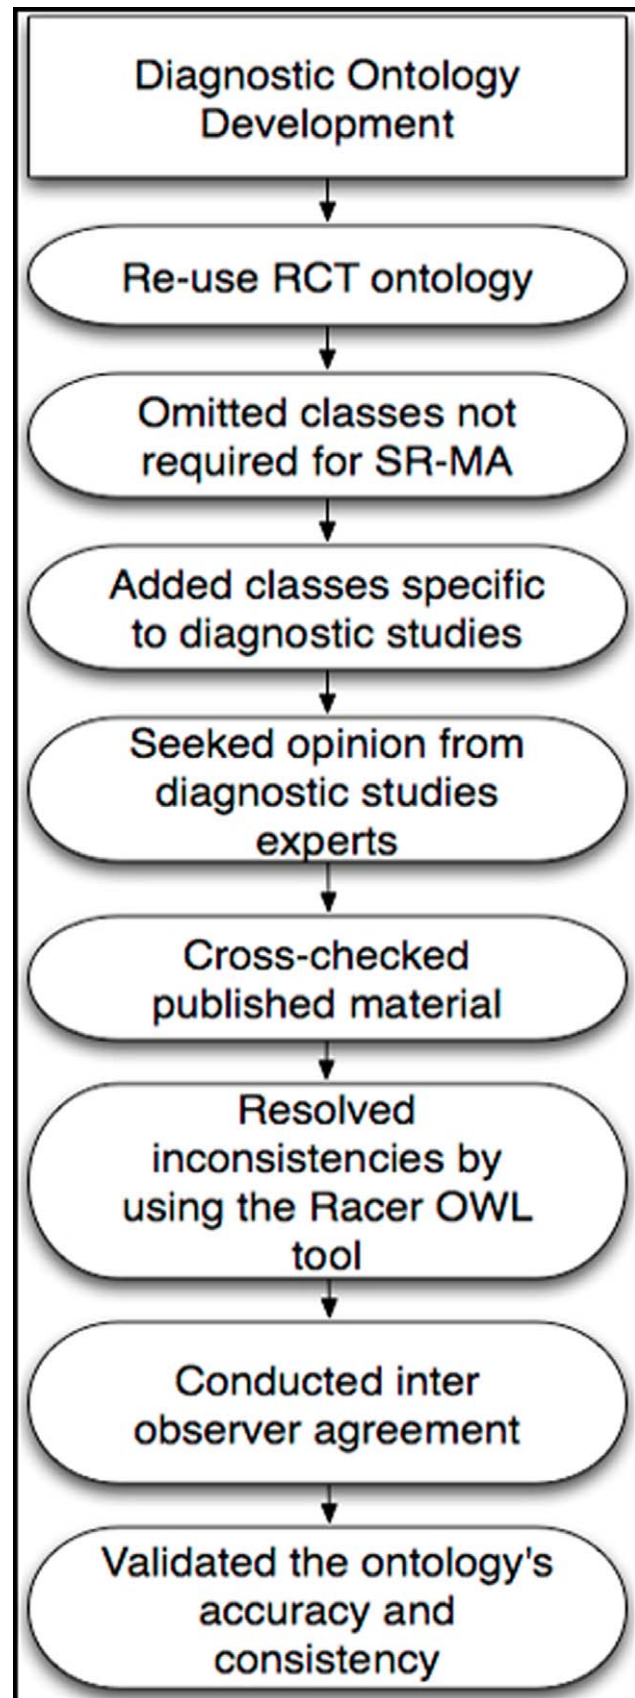 Diagnostic Ontology
Development
Re-use RCT ontology
Omitted classes not
required for SR-MA
Added classes specific
to diagnostic studies
Seeked opinion from
diagnostic studies
experts
Cross-checked
published material
Resolved
inconsistencies by
using the Racer OWL
tool
Conducted inter
observer agreement
Validated the ontology's
accuracy and
consistency